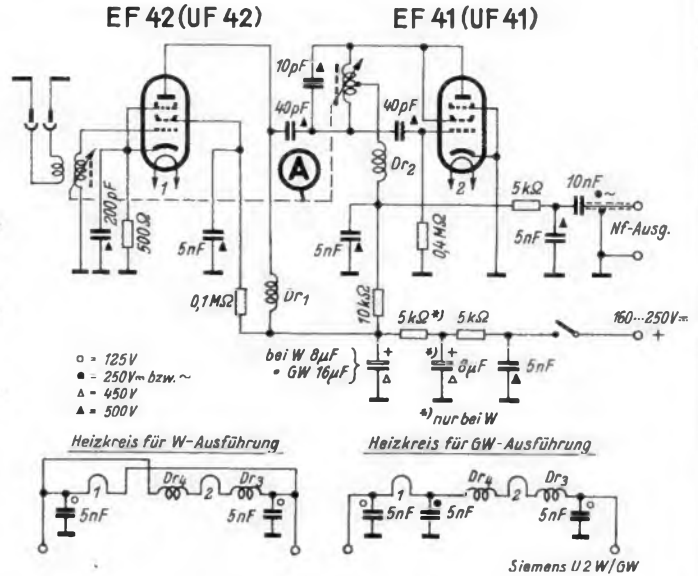 EF 42 (UF 42)
EF 41 (UF 41)
10pF
40pF
40pF
A
1
2
Dr2
200pF
500Ω
5nF
5nF
0,4MΩ
5kΩ
10nF
~
5nF
Nf-Ausg.
0,1MΩ
Dr1
10kΩ
5kΩ*)
5kΩ
160...250V=
+
bei W 8µF
" GW 16µF
+
*)
+
8µF
5nF
*) nur bei W
○ = 125V
● = 250V= bzw. ~
△ = 450V
▲ = 500V
Heizkreis für W-Ausführung
Heizkreis für GW-Ausführung
1
Dr4
2
Dr3
5nF
5nF
1
Dr4
2
Dr3
5nF
5nF
5nF
Siemens U2 W/GW